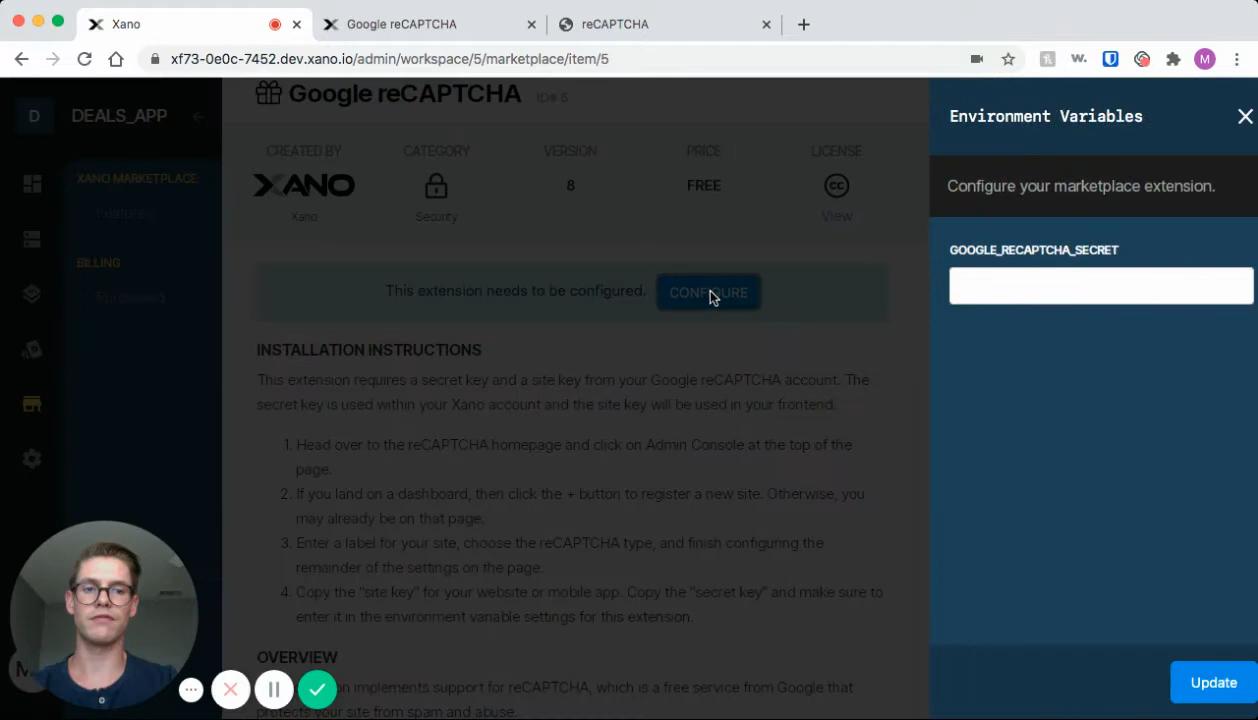 Xano
Google reCAPTCHA
reCAPTCHA
xf73-0e0c-7452.dev.xano.io/admin/workspace/5/marketplace/item/5
w.
M
D
DEALS_APP
XANO MARKETPLACE:
Features
BILLING
Purchased
Google reCAPTCHA ID# 5
CREATED BY
CATEGORY
VERSION
PRICE
LICENSE
XANO
8
FREE
cc
Xano
Security
View
This extension needs to be configured.
CONFIGURE
INSTALLATION INSTRUCTIONS
This extension requires a secret key and a site key from your Google reCAPTCHA account. The
secret key is used within your Xano account and the site key will be used in your frontend.
1. Head over to the reCAPTCHA homepage and click on Admin Console at the top of the
page.
2. If you land on a dashboard, then click the + button to register a new site. Otherwise, you
may already be on that page.
3. Enter a label for your site, choose the reCAPTCHA type, and finish configuring the
remainder of the settings on the page.
4. Copy the "site key" for your website or mobile app. Copy the "secret key" and make sure to
enter it in the environment variable settings for this extension.
OVERVIEW
implements support for reCAPTCHA, which is a free service from Google that
protects your site from spam and abuse.
Environment Variables
Configure your marketplace extension.
GOOGLE_RECAPTCHA_SECRET
Update